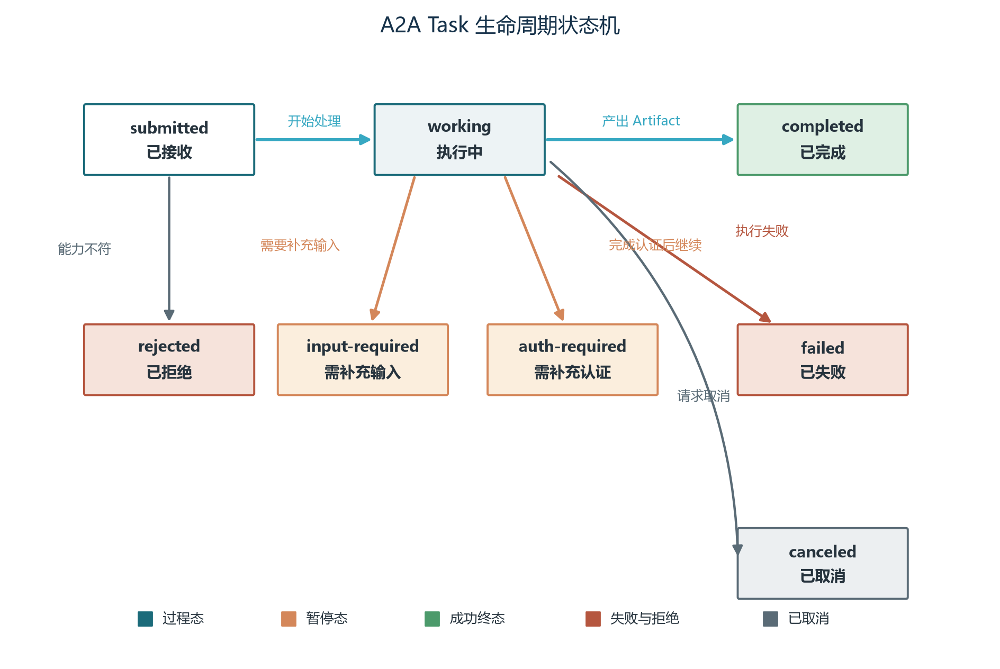 A2A Task 生命周期状态机
submitted
已接收
开始处理
working
执行中
产出 Artifact
completed
已完成
能力不符
需要补充输入
完成认证后继续
执行失败
rejected
已拒绝
input-required
需补充输入
auth-required
需补充认证
failed
已失败
请求取消
canceled
已取消
过程态
暂停态
成功终态
失败与拒绝
已取消